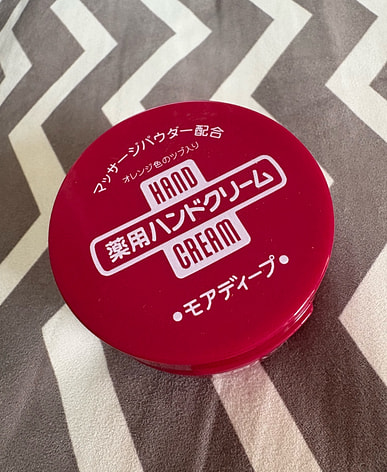 マッサージパウダー配合
オレンジ色のツブ入り
HAND
薬用ハンドクリーム
CREAM
・モアディープ・